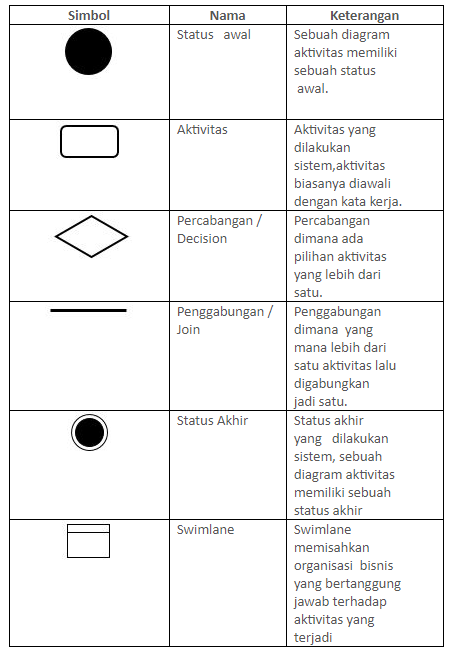 Simbol Nama Keterangan
Status awal Sebuah diagram
aktivitas memiliki
sebuah status
awal.
Aktivitas Aktivitas yang
dilakukan
sistem,aktivitas
biasanya diawali
dengan kata kerja.
Percabangan / Percabangan
Decision dimana ada
pilihan aktivitas
yang lebih dari
satu.
Penggabungan / Penggabungan
Join dimana yang
mana lebih dari
satu aktivitas lalu
digabungkan
jadi satu.
Status Akhir Status akhir
yang dilakukan
sistem, sebuah
diagram aktivitas
memiliki sebuah
status akhir
Swimlane Swimlane
memisahkan
organisasi bisnis
yang bertanggung
jawab terhadap
aktivitas yang
terjadi